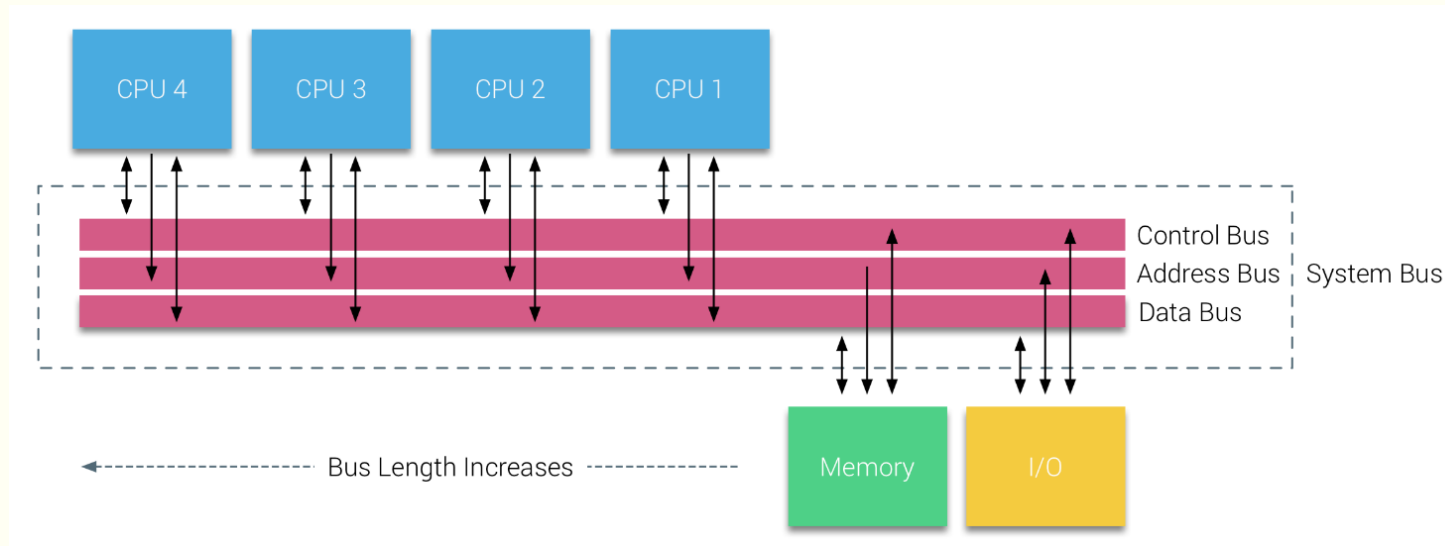 CPU 4
CPU 3
CPU 2
CPU 1
Control Bus
Address Bus
System Bus
Data Bus
Bus Length Increases
Memory
I/O